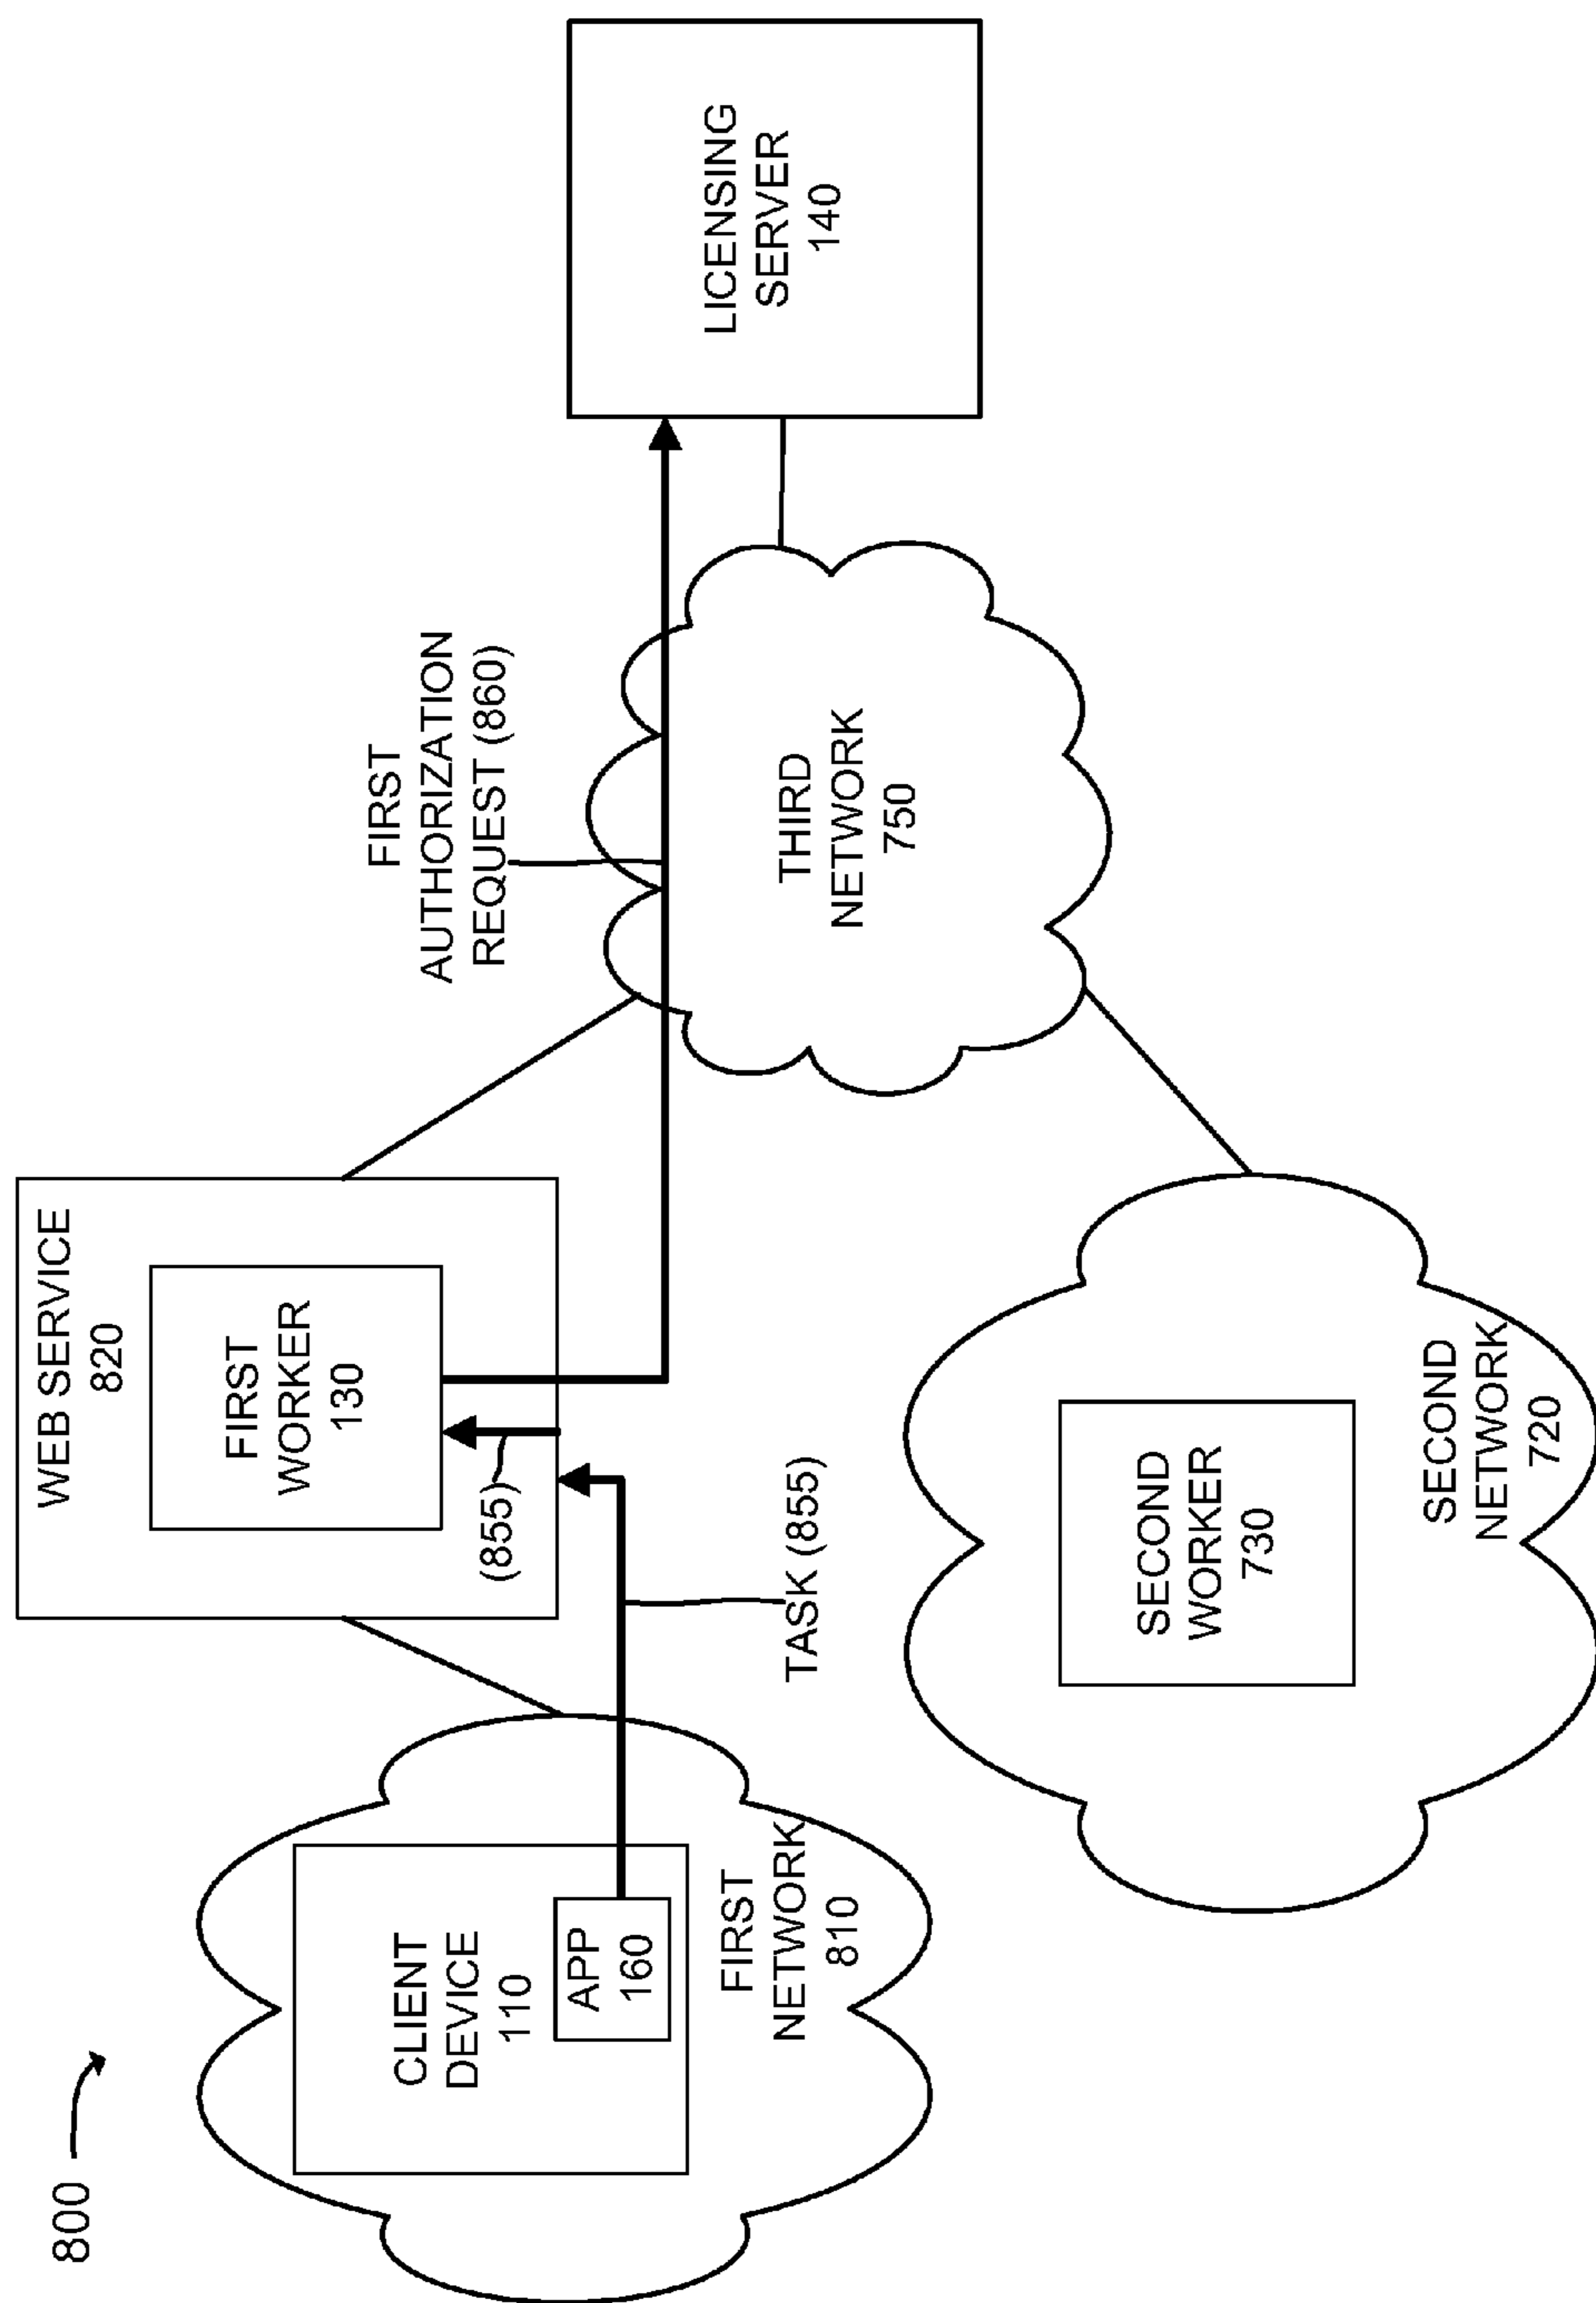 800
WEB SERVICE
820
FIRST
WORKER
130
(855)
CLIENT
DEVICE
110
APP
160
FIRST
NETWORK
810
TASK (855)
FIRST
AUTHORIZATION
REQUEST (860)
THIRD
NETWORK
750
LICENSING
SERVER
140
SECOND
WORKER
730
SECOND
NETWORK
720